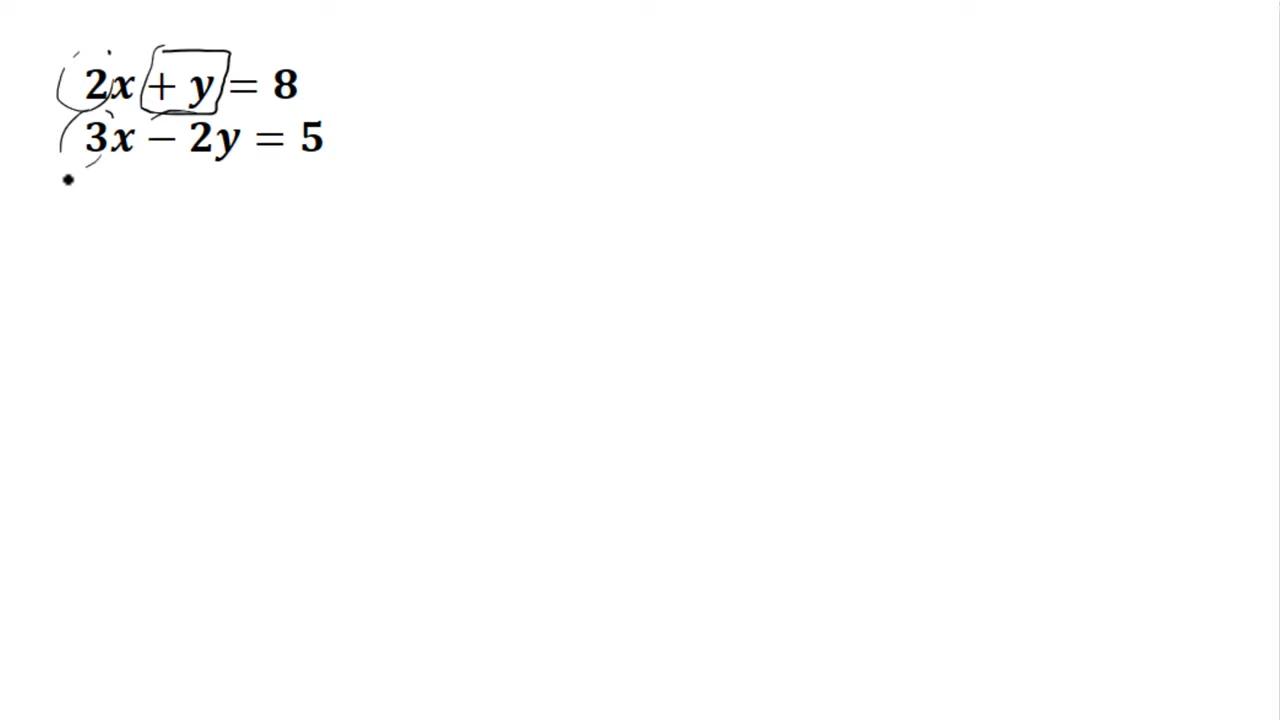 2x + y = 8
3x − 2y = 5